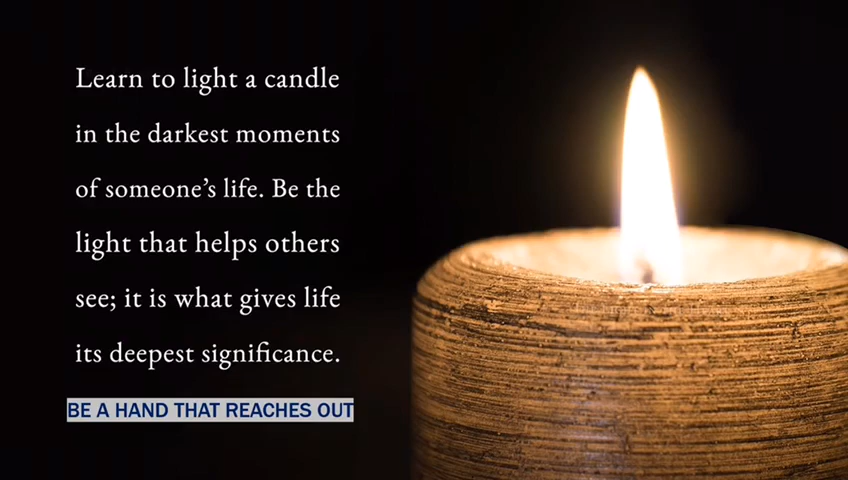 Learn to light a candle
in the darkest moments
of someone's life. Be the
light that helps others
see; it is what gives life
its deepest significance.
BE A HAND THAT REACHES OUT